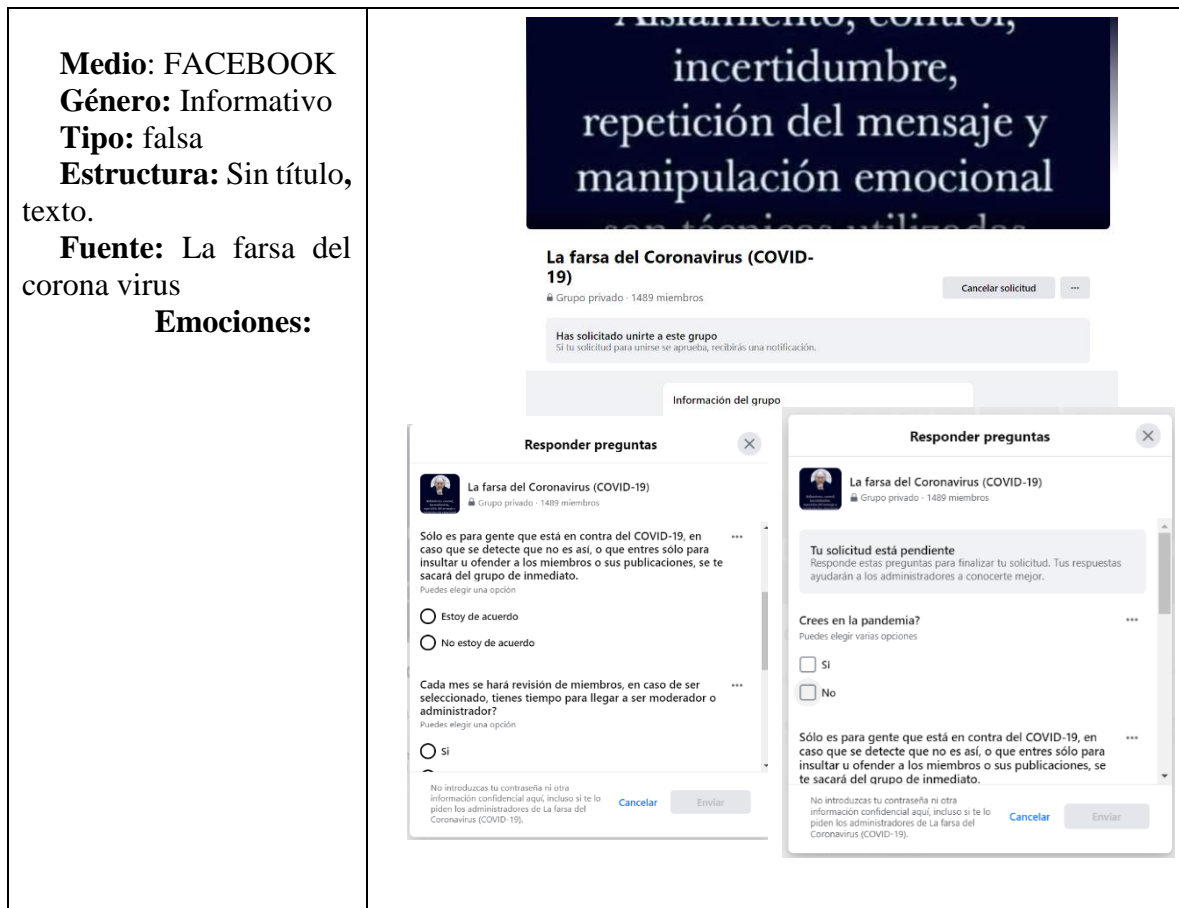 Medio: FACEBOOK
Género: Informativo
Tipo: falsa
Estructura: Sin título,
texto.
Fuente: La farsa del
corona virus
Emociones:
Aislamiento, control,
incertidumbre,
repetición del mensaje y
manipulación emocional
son técnicas utilizadas
La farsa del Coronavirus (COVID-
19)
Grupo privado · 1489 miembros
Cancelar solicitud
···
Has solicitado unirte a este grupo
Si tu solicitud para unirse se aprueba, recibirás una notificación.
Información del grupo
Responder preguntas
La farsa del Coronavirus (COVID-19)
Grupo privado · 1489 miembros
Sólo es para gente que está en contra del COVID-19, en
caso que se detecte que no es así, o que entres sólo para
insultar u ofender a los miembros o sus publicaciones, se te
sacará del grupo de inmediato.
Puedes elegir una opción
Estoy de acuerdo
No estoy de acuerdo
Cada mes se hará revisión de miembros, en caso de ser
seleccionado, tienes tiempo para llegar a ser moderador o
administrador?
Puedes elegir una opción
Si
No introduzcas tu contraseña ni otra
información confidencial aquí, incluso si te lo
piden los administradores de La farsa del
Coronavirus (COVID-19).
Cancelar
Enviar
Responder preguntas
La farsa del Coronavirus (COVID-19)
Grupo privado · 1489 miembros
Tu solicitud está pendiente
Responde estas preguntas para finalizar tu solicitud. Tus respuestas
ayudarán a los administradores a conocerte mejor.
Crees en la pandemia?
Puedes elegir varias opciones
Si
No
Sólo es para gente que está en contra del COVID-19, en
caso que se detecte que no es así, o que entres sólo para
insultar u ofender a los miembros o sus publicaciones, se
te sacará del grupo de inmediato.
No introduzcas tu contraseña ni otra
información confidencial aquí, incluso si te lo
piden los administradores de La farsa del
Coronavirus (COVID-19).
Cancelar
Enviar